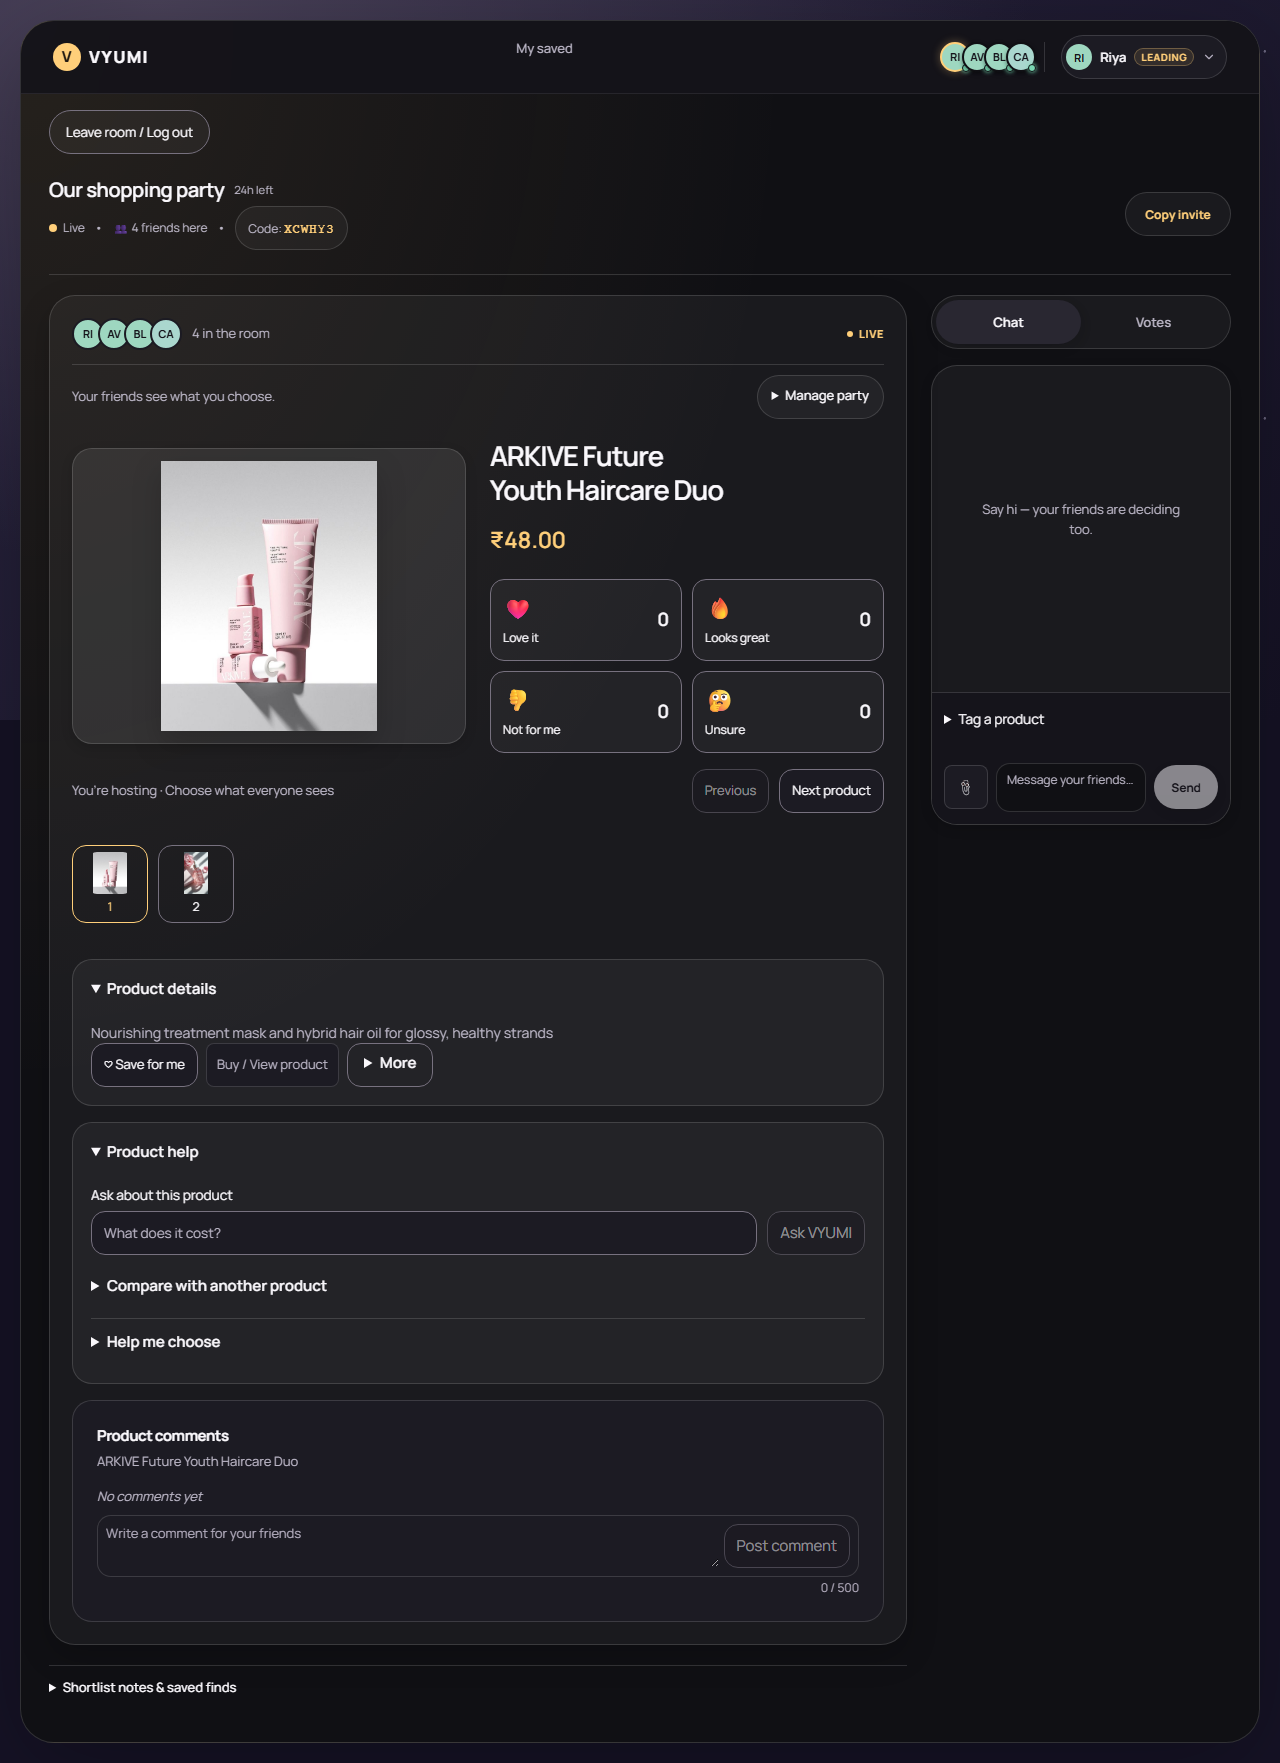 V VYUMI
My saved
RI AV BL CA
RI Riya LEADING
Leave room / Log out
Our shopping party 24h left
Live • 4 friends here • Code: XCWHY3
Copy invite
RI AV BL CA 4 in the room
LIVE
Your friends see what you choose.
Manage party
ARKIVE
ARKIVE Future
Youth Haircare Duo
₹48.00
Love it 0
Looks great 0
Not for me 0
Unsure 0
You're hosting · Choose what everyone sees
Previous
Next product
1
2
Product details
Nourishing treatment mask and hybrid hair oil for glossy, healthy strands
Save for me
Buy / View product
More
Product help
Ask about this product
What does it cost?
Ask VYUMI
Compare with another product
Help me choose
Product comments
ARKIVE Future Youth Haircare Duo
No comments yet
Write a comment for your friends
Post comment
0 / 500
Shortlist notes & saved finds
Chat
Votes
Say hi — your friends are deciding
too.
Tag a product
Message your friends…
Send